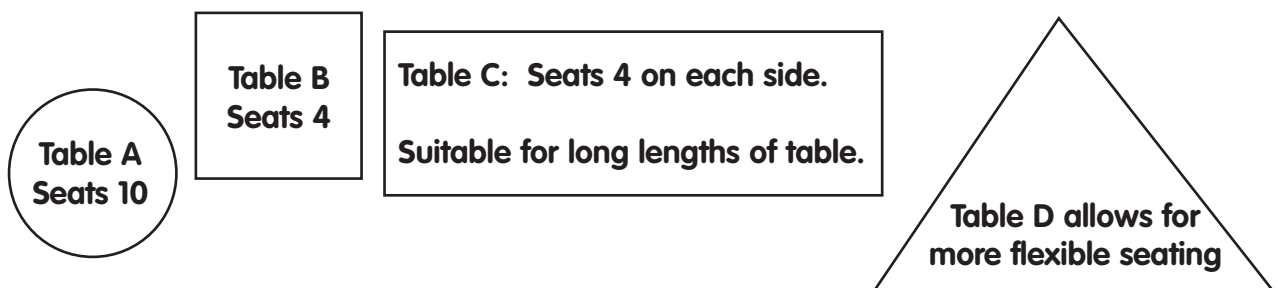 Table A
Seats 10
Table B
Seats 4
Table C: Seats 4 on each side.
Suitable for long lengths of table.
Table D allows for
more flexible seating